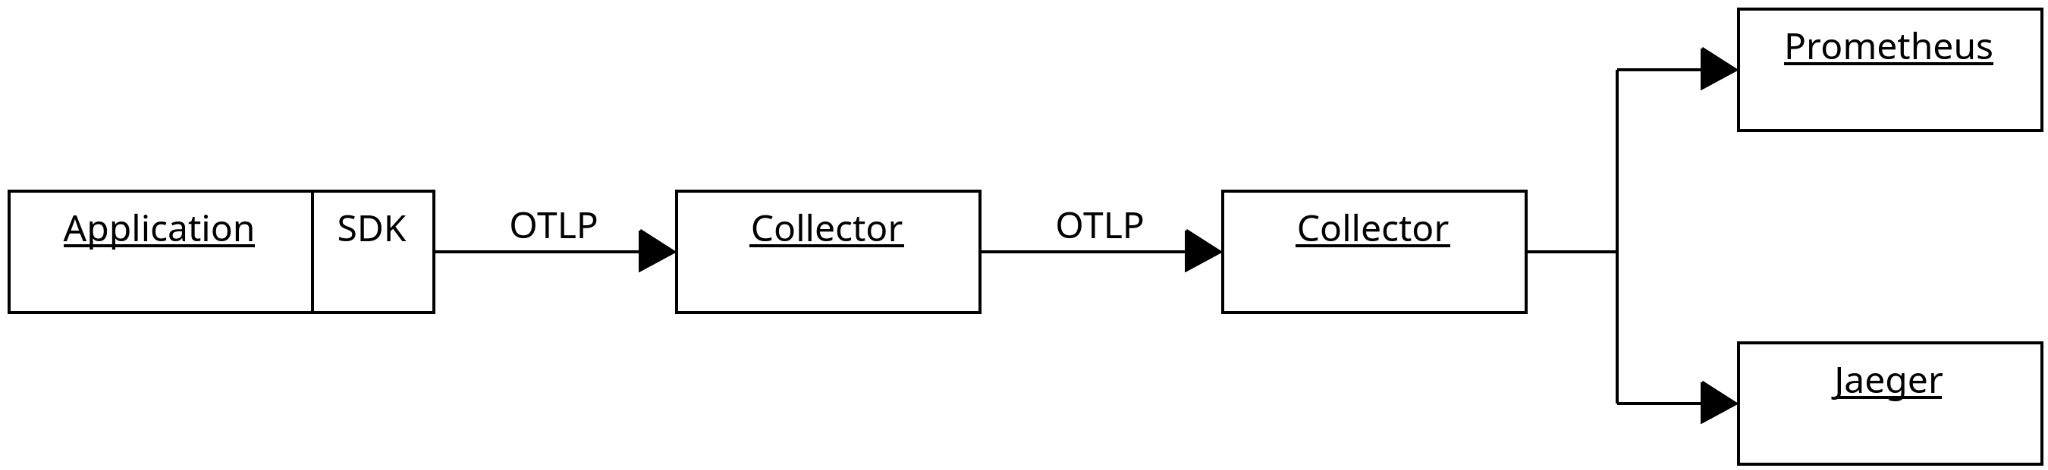 Prometheus
Application
SDK
OTLP
Collector
OTLP
Collector
Jaeger